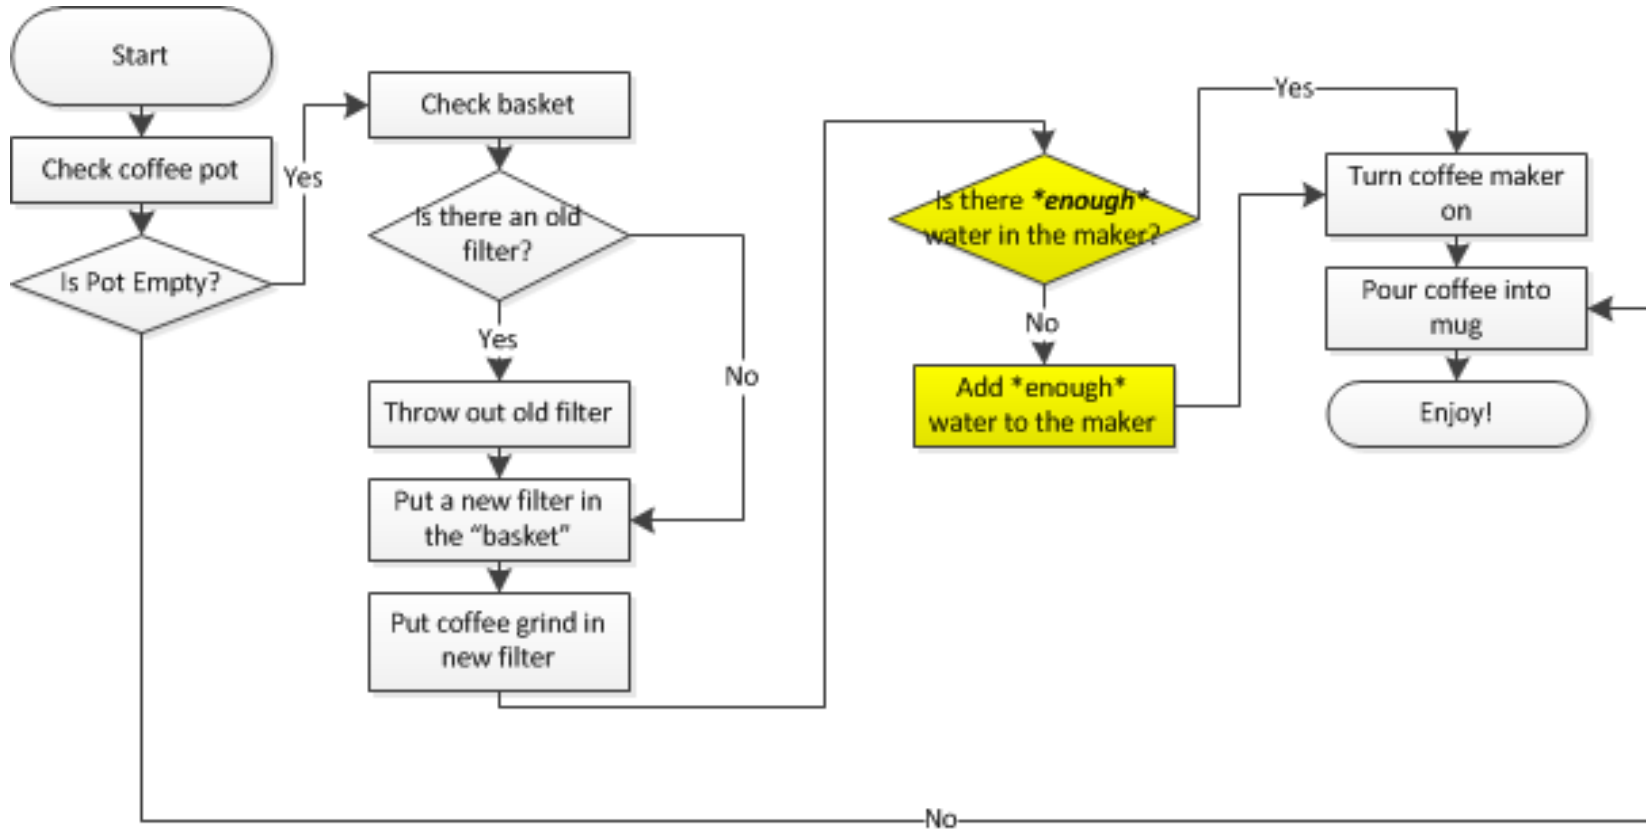 Start
Check coffee pot
Is Pot Empty?
Yes
Check basket
Is there an old
filter?
Yes
No
Throw out old filter
Put a new filter in
the “basket”
Put coffee grind in
new filter
Is there *enough*
water in the maker?
No
Add *enough*
water to the maker
Yes
Turn coffee maker
on
Pour coffee into
mug
Enjoy!
No